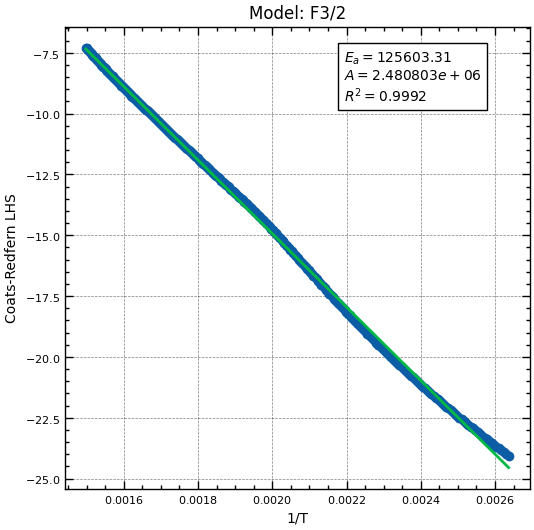 Model: F3/2
E_a = 125603.31
A = 2.480803e + 06
R² = 0.9992
Coats-Redfern LHS
−7.5
−10.0
−12.5
−15.0
−17.5
−20.0
−22.5
−25.0
0.0016 0.0018 0.0020 0.0022 0.0024 0.0026
1/T